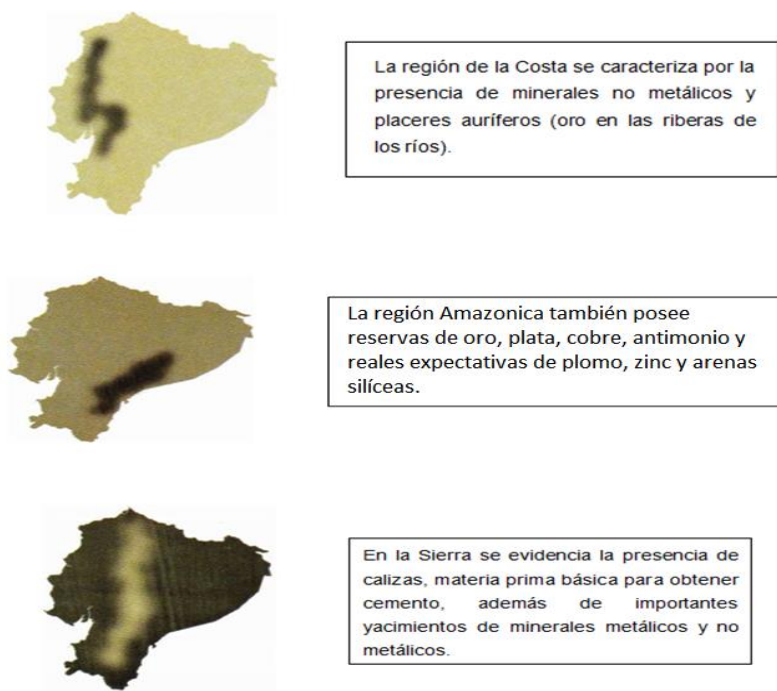 La región de la Costa se caracteriza por la
presencia de minerales no metálicos y
placeres auríferos (oro en las riberas de
los ríos).
La región Amazonica también posee
reservas de oro, plata, cobre, antimonio y
reales expectativas de plomo, zinc y arenas
silíceas.
En la Sierra se evidencia la presencia de
calizas, materia prima básica para obtener
cemento, además de importantes
yacimientos de minerales metálicos y no
metálicos.